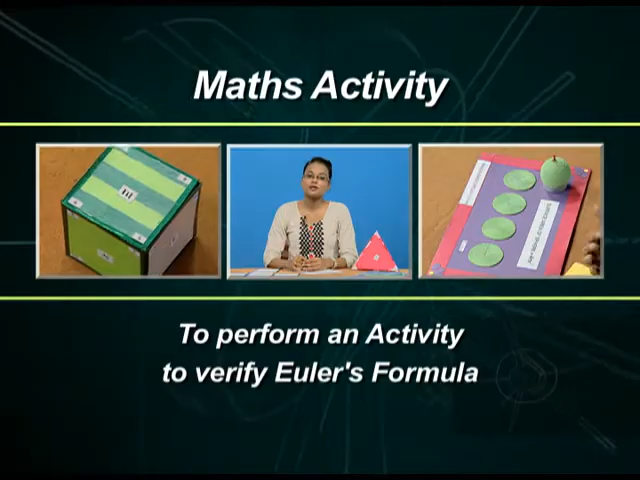 Maths Activity
To perform an Activity
to verify Euler's Formula